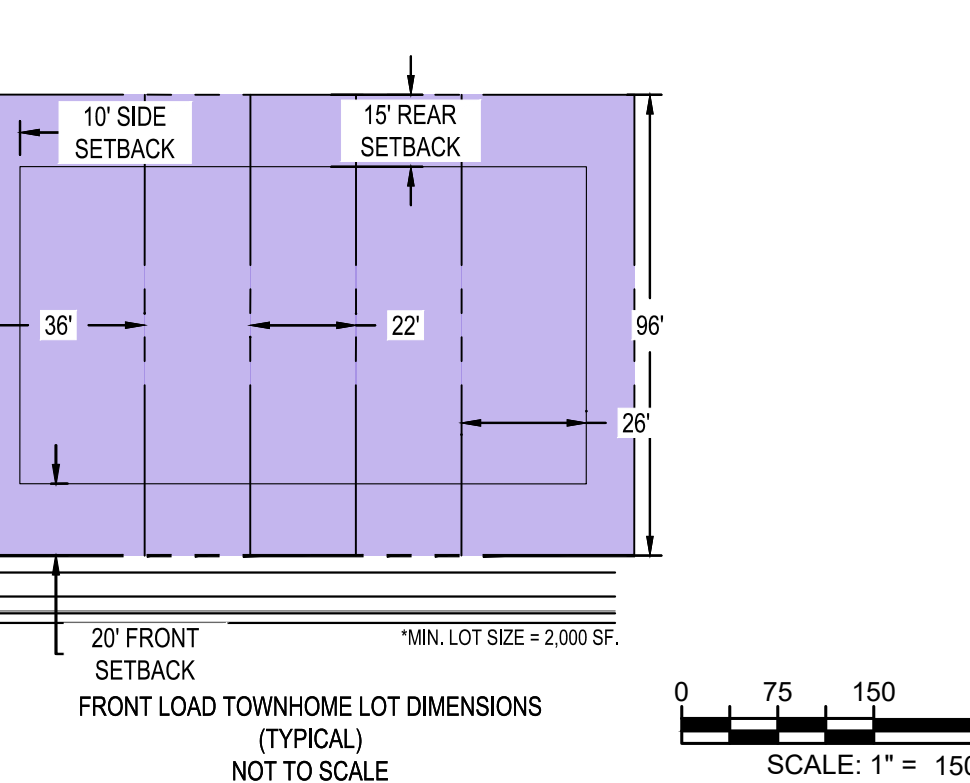 10' SIDE
SETBACK
15' REAR
SETBACK
36'
22'
96'
26'
20' FRONT
SETBACK
*MIN. LOT SIZE = 2,000 SF.
FRONT LOAD TOWNHOME LOT DIMENSIONS
(TYPICAL)
NOT TO SCALE
0 75 150
SCALE: 1" =